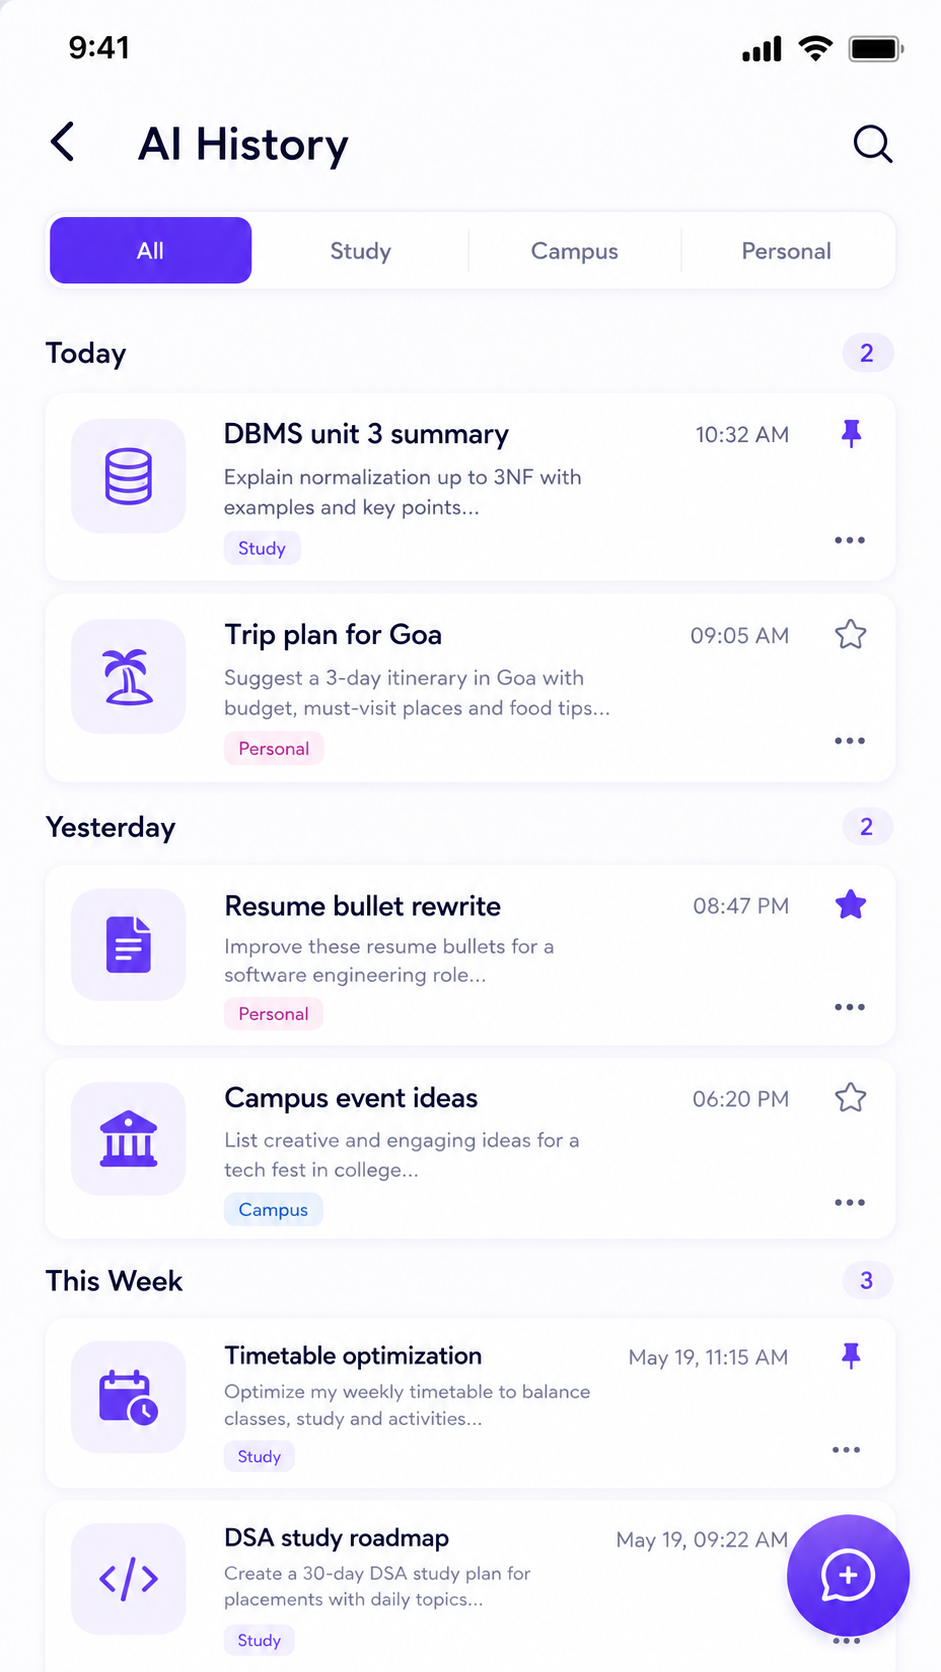 9:41
AI History
All
Study
Campus
Personal
Today
2
DBMS unit 3 summary
10:32 AM
Explain normalization up to 3NF with
examples and key points...
Study
Trip plan for Goa
09:05 AM
Suggest a 3-day itinerary in Goa with
budget, must-visit places and food tips...
Personal
Yesterday
2
Resume bullet rewrite
08:47 PM
Improve these resume bullets for a
software engineering role...
Personal
Campus event ideas
06:20 PM
List creative and engaging ideas for a
tech fest in college...
Campus
This Week
3
Timetable optimization
May 19, 11:15 AM
Optimize my weekly timetable to balance
classes, study and activities...
Study
DSA study roadmap
May 19, 09:22 AM
Create a 30-day DSA study plan for
placements with daily topics...
Study